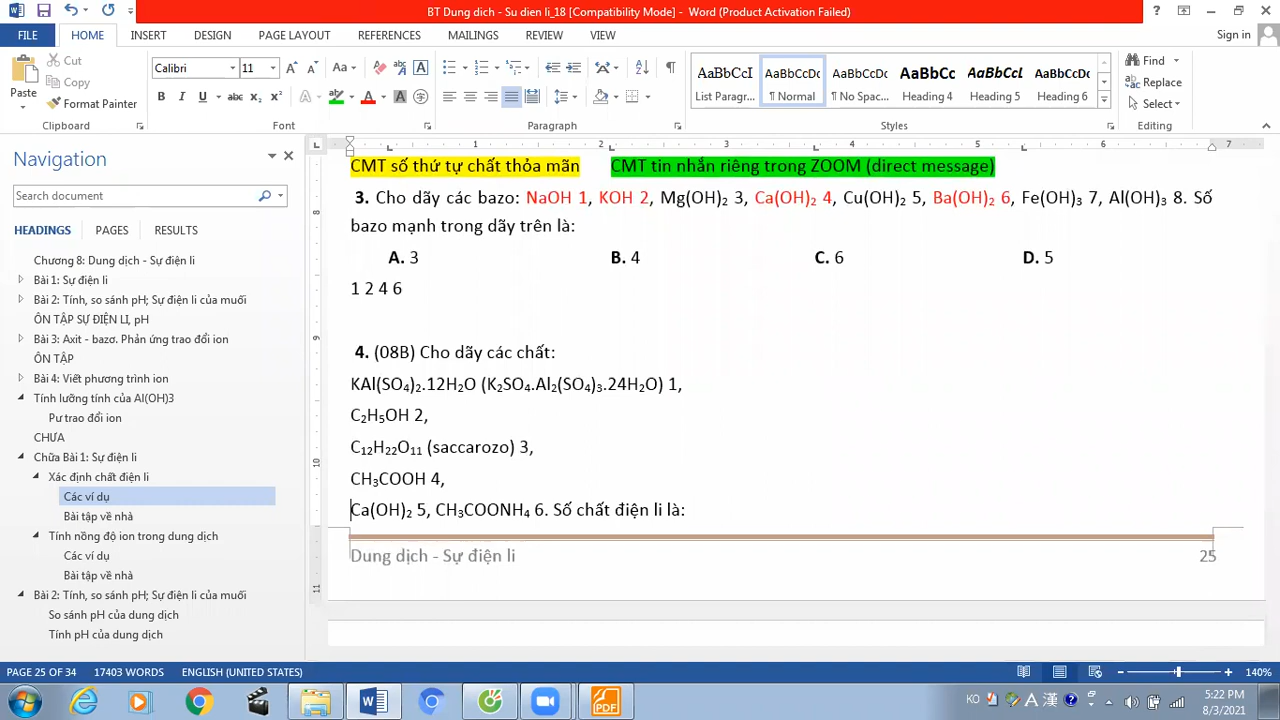 BT Dung dich - Su dien li_18 [Compatibility Mode] - Word (Product Activation Failed)
FILE HOME INSERT DESIGN PAGE LAYOUT REFERENCES MAILINGS REVIEW VIEW Sign in
Cut
Copy
Format Painter
Paste
Clipboard
Calibri 11
Font
Paragraph
AaBbCcI AaBbCcDc AaBbCcDc AaBbCc AaBbCcL AaBbCcDc
List Paragr... ¶ Normal ¶ No Spac... Heading 4 Heading 5 Heading 6
Styles
Find
Replace
Select
Editing
Navigation
Search document
HEADINGS PAGES RESULTS
Chương 8: Dung dịch - Sự điện li
Bài 1: Sự điện li
Bài 2: Tính, so sánh pH; Sự điện li của muối
ÔN TẬP SỰ ĐIỆN LI, pH
Bài 3: Axit - bazơ. Phản ứng trao đổi ion
ÔN TẬP
Bài 4: Viết phương trình ion
Tính lưỡng tính của Al(OH)3
Pư trao đổi ion
CHƯA
Chữa Bài 1: Sự điện li
Xác định chất điện li
Các ví dụ
Bài tập về nhà
Tính nồng độ ion trong dung dịch
Các ví dụ
Bài tập về nhà
Bài 2: Tính, so sánh pH; Sự điện li của muối
So sánh pH của dung dịch
Tính pH của dung dịch
CMT số thứ tự chất thỏa mãn CMT tin nhắn riêng trong ZOOM (direct message)
3. Cho dãy các bazo: NaOH 1, KOH 2, Mg(OH)₂ 3, Ca(OH)₂ 4, Cu(OH)₂ 5, Ba(OH)₂ 6, Fe(OH)₃ 7, Al(OH)₃ 8. Số
bazo mạnh trong dãy trên là:
A. 3 B. 4 C. 6 D. 5
1 2 4 6
4. (08B) Cho dãy các chất:
KAl(SO₄)₂.12H₂O (K₂SO₄.Al₂(SO₄)₃.24H₂O) 1,
C₂H₅OH 2,
C₁₂H₂₂O₁₁ (saccarozo) 3,
CH₃COOH 4,
Ca(OH)₂ 5, CH₃COONH₄ 6. Số chất điện li là:
Dung dịch - Sự điện li 25
PAGE 25 OF 34 17403 WORDS ENGLISH (UNITED STATES) 140%
KO A 漢 5:22 PM
8/3/2021